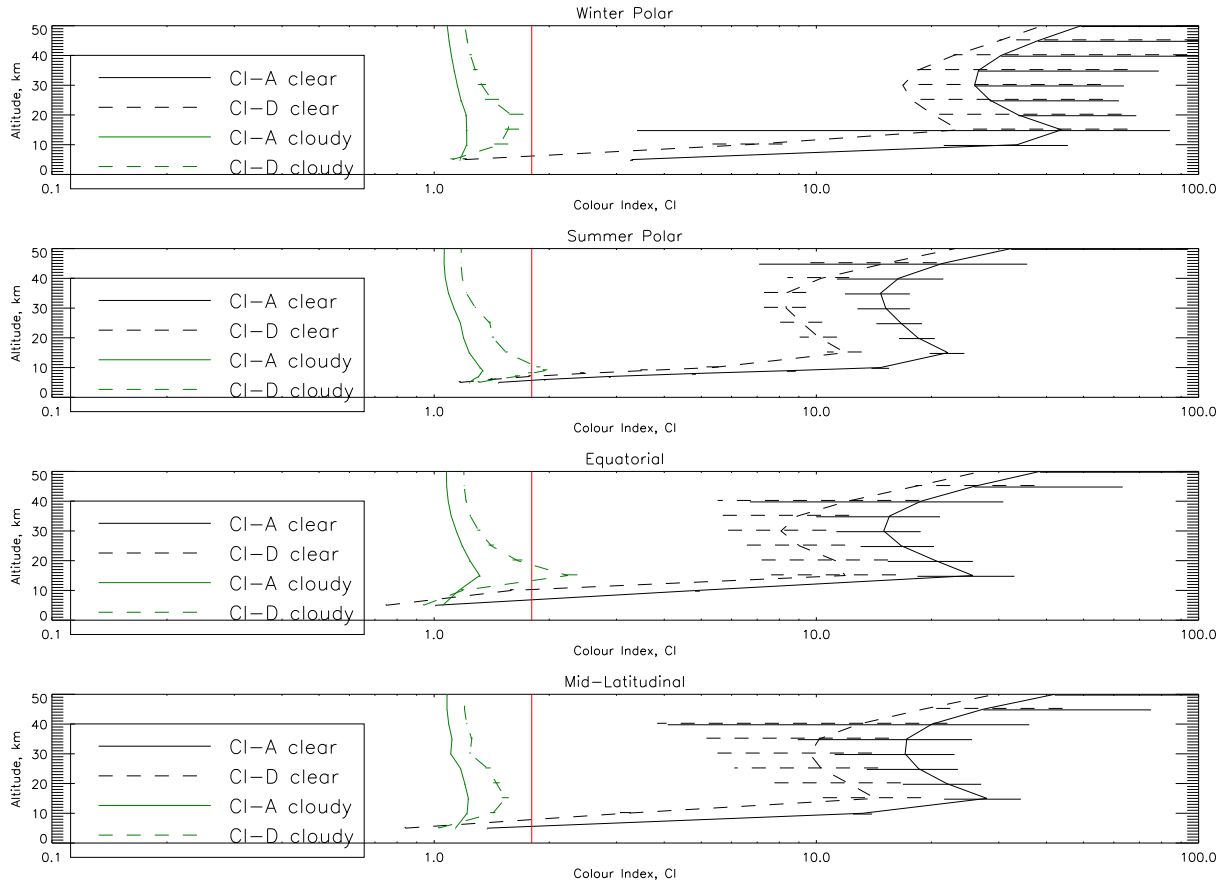 Winter Polar
Altitude, km
50
40
30
20
10
0
CI-A clear
CI-D clear
CI-A cloudy
CI-D cloudy
0.1 1.0 10.0 100.0
Colour Index, CI
Summer Polar
Altitude, km
50
40
30
20
10
0
CI-A clear
CI-D clear
CI-A cloudy
CI-D cloudy
0.1 1.0 10.0 100.0
Colour Index, CI
Equatorial
Altitude, km
50
40
30
20
10
0
CI-A clear
CI-D clear
CI-A cloudy
CI-D cloudy
0.1 1.0 10.0 100.0
Colour Index, CI
Mid-Latitudinal
Altitude, km
50
40
30
20
10
0
CI-A clear
CI-D clear
CI-A cloudy
CI-D cloudy
0.1 1.0 10.0 100.0
Colour Index, CI